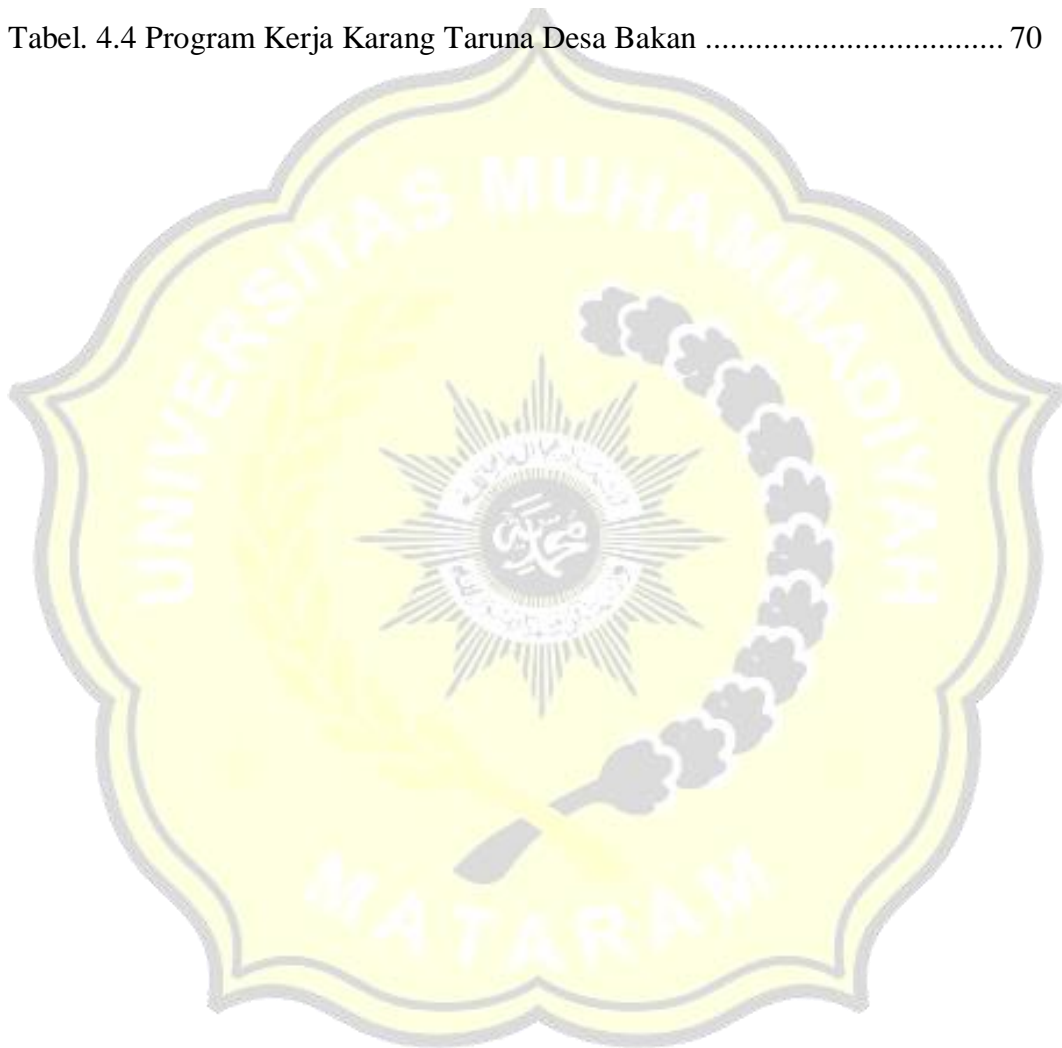 Tabel. 4.4 Program Kerja Karang Taruna Desa Bakan .................................... 70
UNIVERSITAS MUHAMMADIYAH
MATARAM